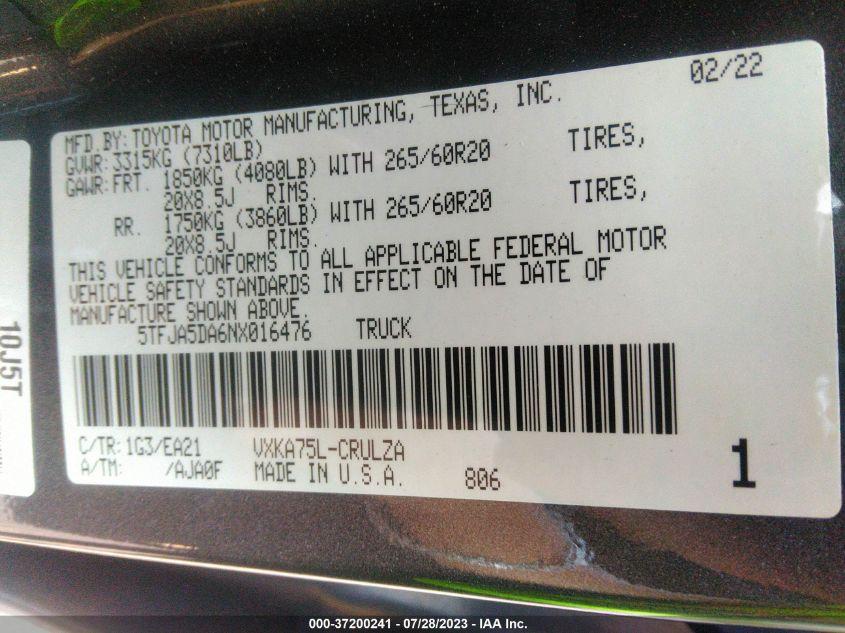 02/22
MFD.BY: TOYOTA MOTOR MANUFACTURING, TEXAS, INC.
GVWR: 3315KG (7310LB)
GAWR: FRT. 1850KG (4080LB) WITH 265/60R20 TIRES,
20X8.5J RIMS.
RR. 1750KG (3860LB) WITH 265/60R20 TIRES,
20X8.5J RIMS.
THIS VEHICLE CONFORMS TO ALL APPLICABLE FEDERAL MOTOR
VEHICLE SAFETY STANDARDS IN EFFECT ON THE DATE OF
MANUFACTURE SHOWN ABOVE.
5TFJA5DA6NX016476 TRUCK
C/TR: 1G3/EA21 VXKA75L-CRULZA
A/TM: /AJA0F MADE IN U.S.A. 806
1
10J5T
000-37200241 / 07/28/2023 - IAA Inc.